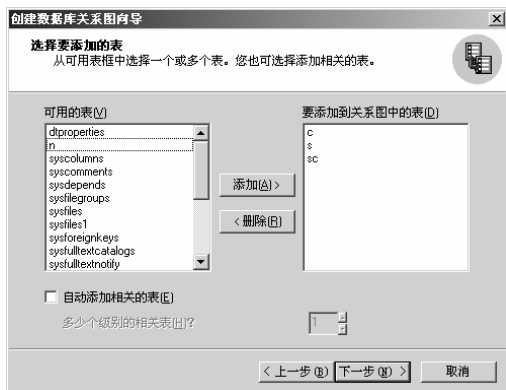 创建数据库关系图向导
选择要添加的表
从可用表框中选择一个或多个表。您也可选择添加相关的表。
可用的表(V)
dtproperties
n
syscolumns
syscomments
sysdepends
sysfilegroups
sysfiles
sysfiles1
sysforeignkeys
sysfulltextcatalogs
sysfulltextnotify
添加(A) >
< 删除(R)
要添加到关系图中的表(D)
c
s
sc
自动添加相关的表(E)
多少个级别的相关表(H)?
1
< 上一步(B)
下一步(N) >
取消